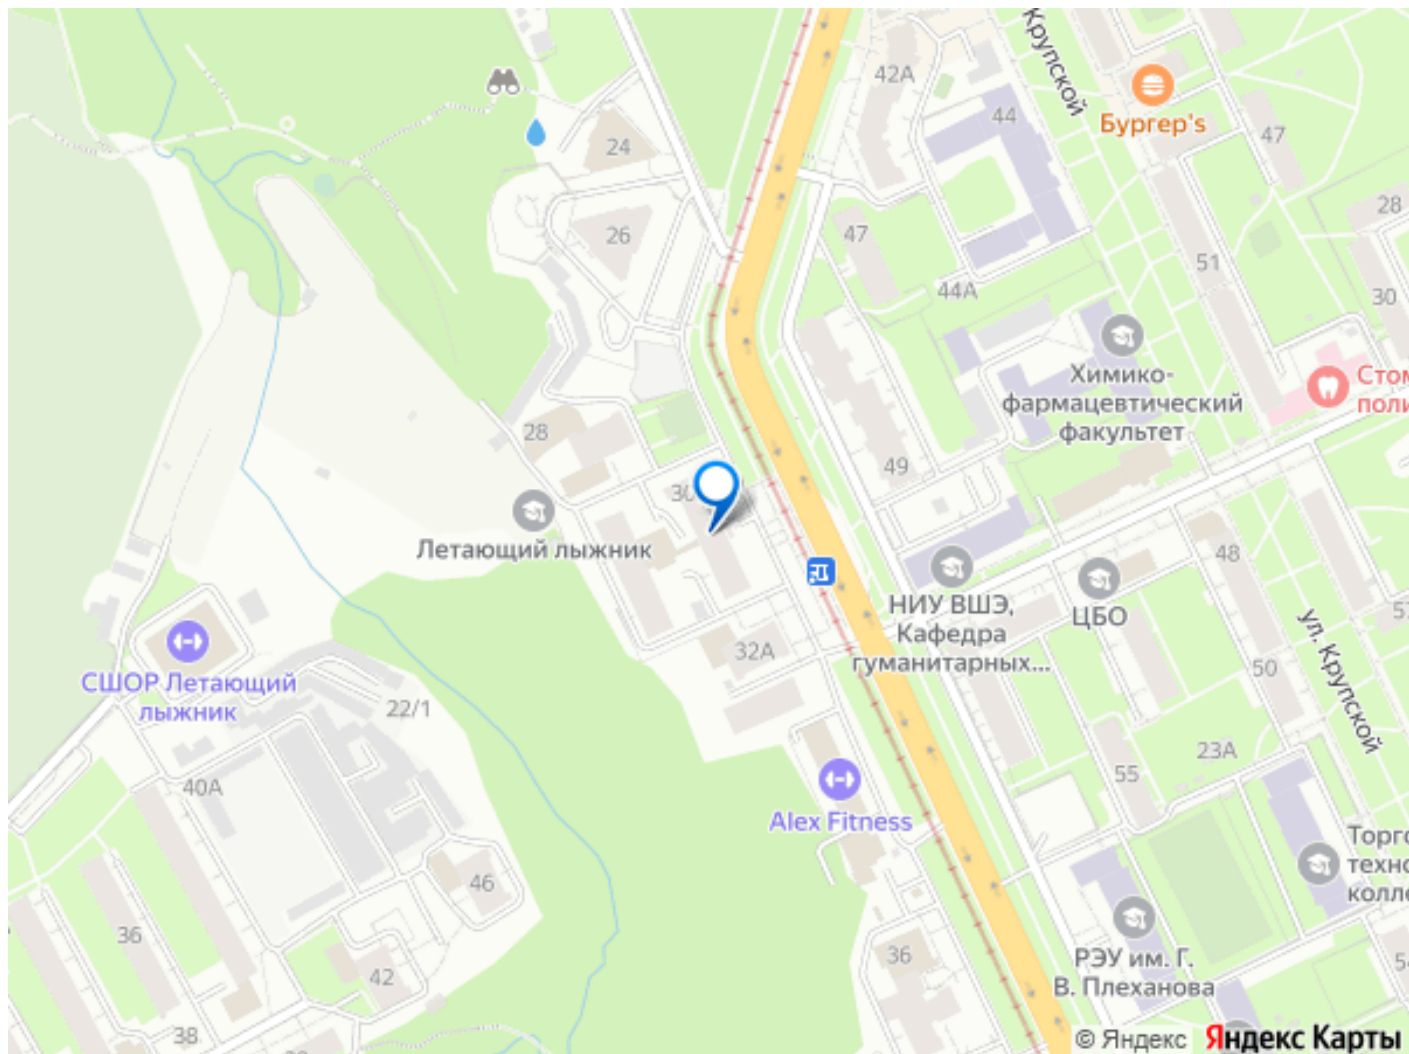 Крупской
42А
44
Бургер's
47
24
26
28
47
51
44А
30
Химико-
фармацевтический
факультет
28
49
Летающий лыжник
48
НИУ ВШЭ,
Кафедра
гуманитарных...
ЦБО
ул. Крупской
32А
50
СШОР Летающий
лыжник
22/1
23А
40А
55
Alex Fitness
46
36
42
36
РЭУ им. Г.
В. Плеханова
38
© Яндекс
Яндекс Карты